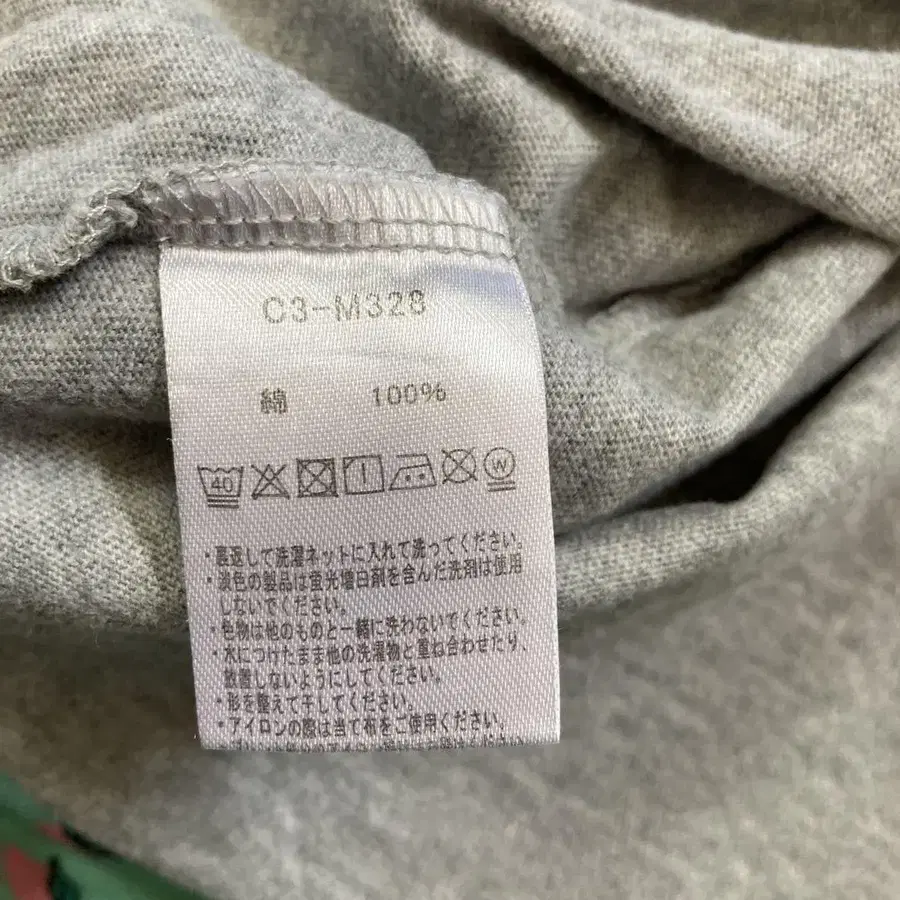 C3-M328
綿 100%
40 W
・裏返して洗濯ネットに入れて洗ってください。
・淡色の製品は蛍光増白剤を含んだ洗剤は使用
しないでください。
・色物は他のものと一緒に洗わないでください。
・水につけたまま他の洗濯物と重ね合わせたり、
放置しないようにしてください。
・形を整えて干してください。
・アイロンの際は当て布をご使用ください。